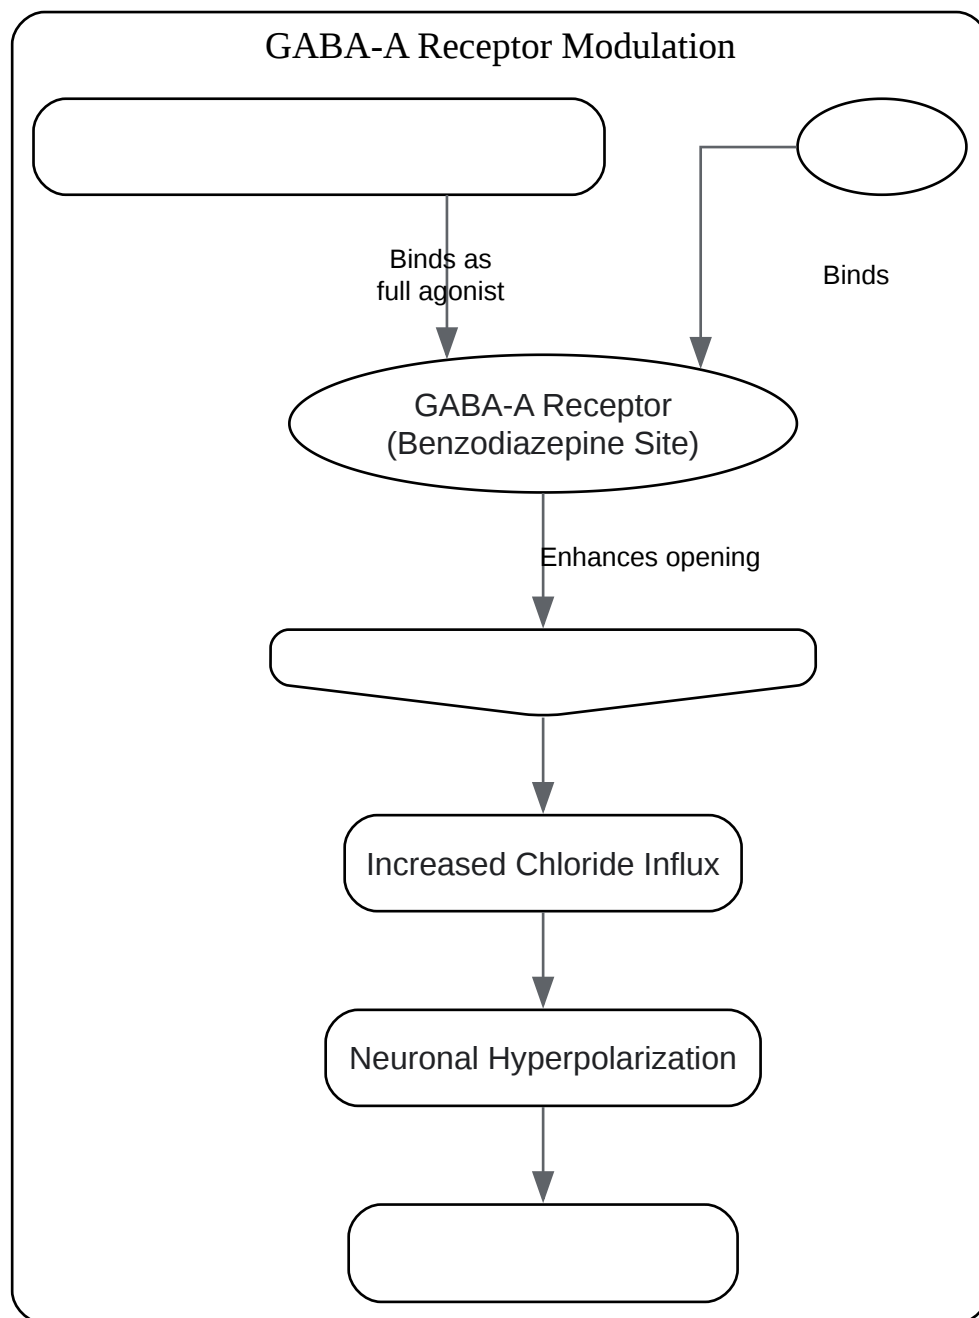 GABA-A Receptor Modulation
Binds as
full agonist
Binds
GABA-A Receptor
(Benzodiazepine Site)
Enhances opening
Increased Chloride Influx
Neuronal Hyperpolarization